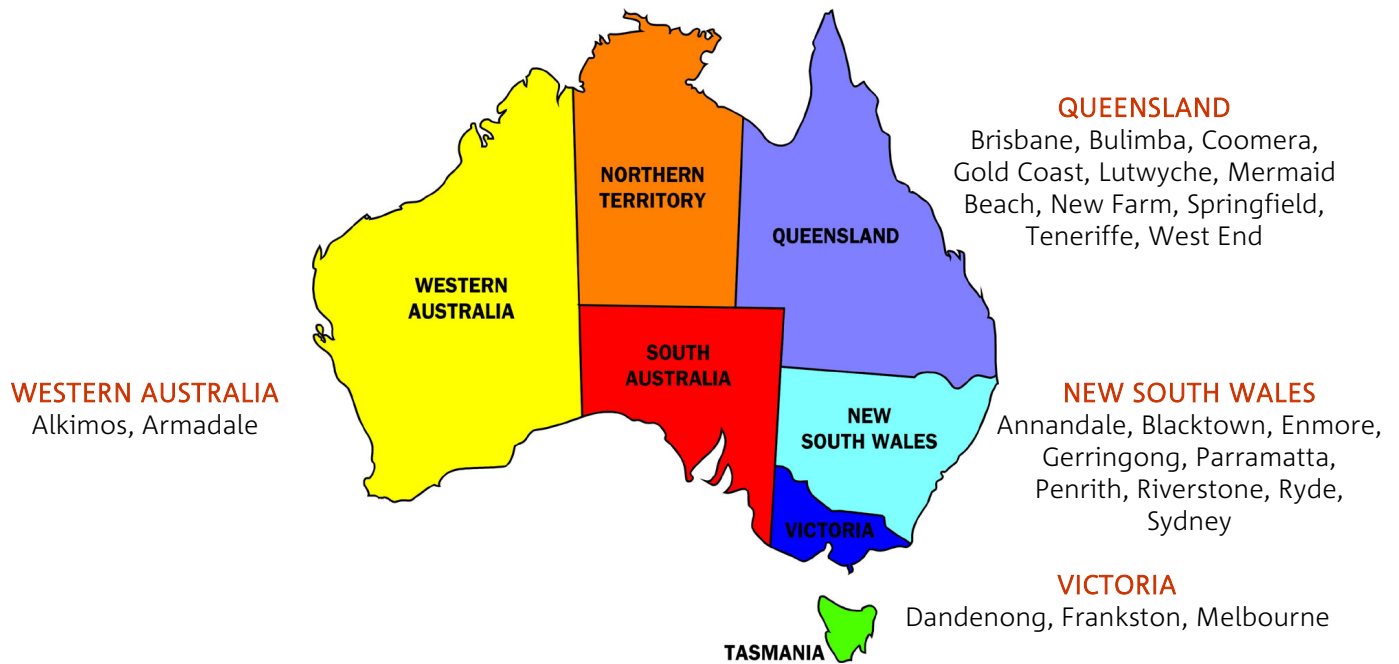 QUEENSLAND
Brisbane, Bulimba, Coomera,
Gold Coast, Lutwyche, Mermaid
Beach, New Farm, Springfield,
Teneriffe, West End
NORTHERN
TERRITORY
QUEENSLAND
WESTERN
AUSTRALIA
SOUTH
AUSTRALIA
WESTERN AUSTRALIA
Alkimos, Armadale
NEW
SOUTH WALES
NEW SOUTH WALES
Annandale, Blacktown, Enmore,
Gerringong, Parramatta,
Penrith, Riverstone, Ryde,
Sydney
VICTORIA
VICTORIA
Dandenong, Frankston, Melbourne
TASMANIA